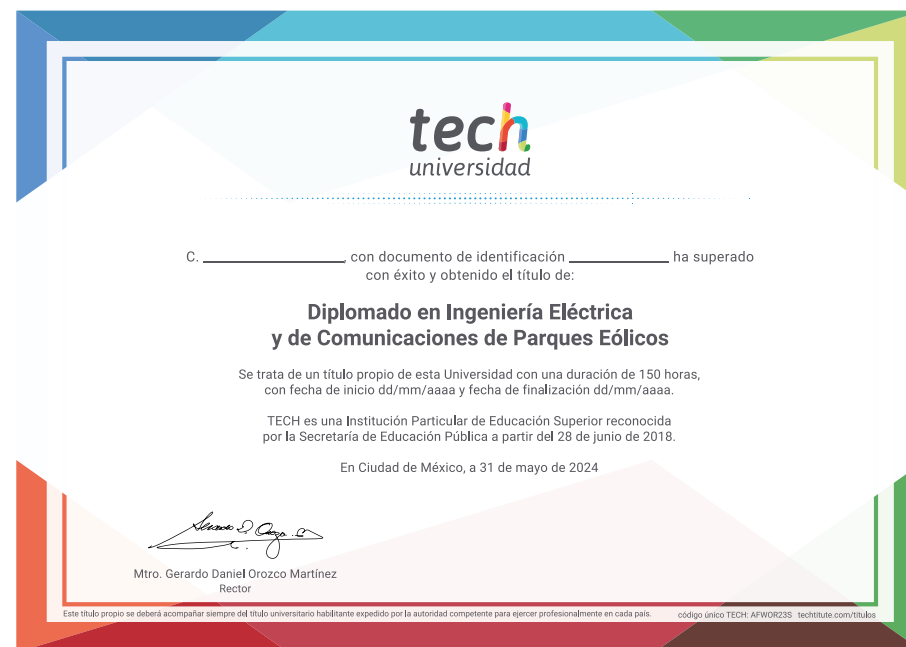 tech
universidad
C. ____________, con documento de identificación ____________ ha superado
con éxito y obtenido el título de:
Diplomado en Ingeniería Eléctrica
y de Comunicaciones de Parques Eólicos
Se trata de un título propio de esta Universidad con una duración de 150 horas,
con fecha de inicio dd/mm/aaaa y fecha de finalización dd/mm/aaaa.
TECH es una Institución Particular de Educación Superior reconocida
por la Secretaría de Educación Pública a partir del 28 de junio de 2018.
En Ciudad de México, a 31 de mayo de 2024
Mtro. Gerardo Daniel Orozco Martínez
Rector
Este título propio se deberá acompañar siempre del título universitario habilitante expedido por la autoridad competente para ejercer profesionalmente en cada país. código único TECH: AFWOR23S techtitute.com/titulos